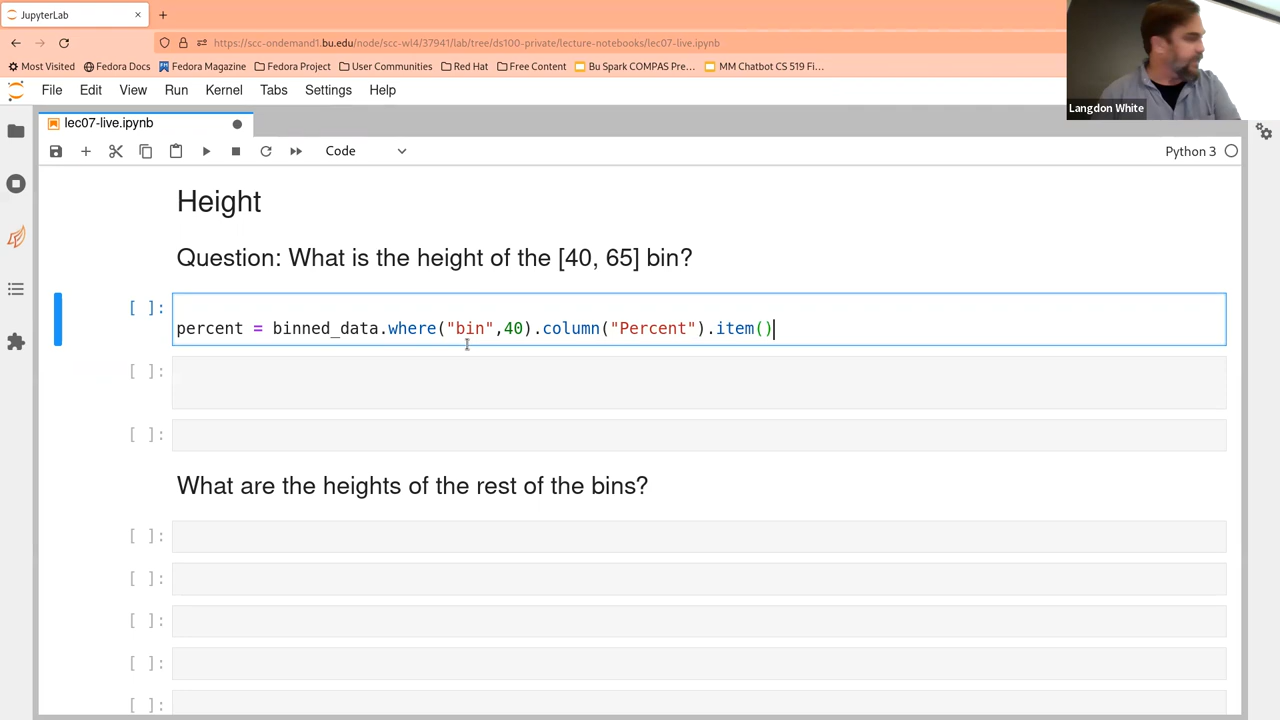 JupyterLab
https://scc-ondemand1.bu.edu/node/scc-wl4/37941/lab/tree/ds100-private/lecture-notebooks/lec07-live.ipynb
Most Visited Fedora Docs Fedora Magazine Fedora Project User Communities Red Hat Free Content Bu Spark COMPAS Pre... MM Chatbot CS 519 Fi...
Langdon White
File Edit View Run Kernel Tabs Settings Help
lec07-live.ipynb
Code Python 3
Height
Question: What is the height of the [40, 65] bin?
[ ]:
percent = binned_data.where("bin",40).column("Percent").item()
[ ]:
[ ]:
What are the heights of the rest of the bins?
[ ]:
[ ]:
[ ]:
[ ]:
[ ]: